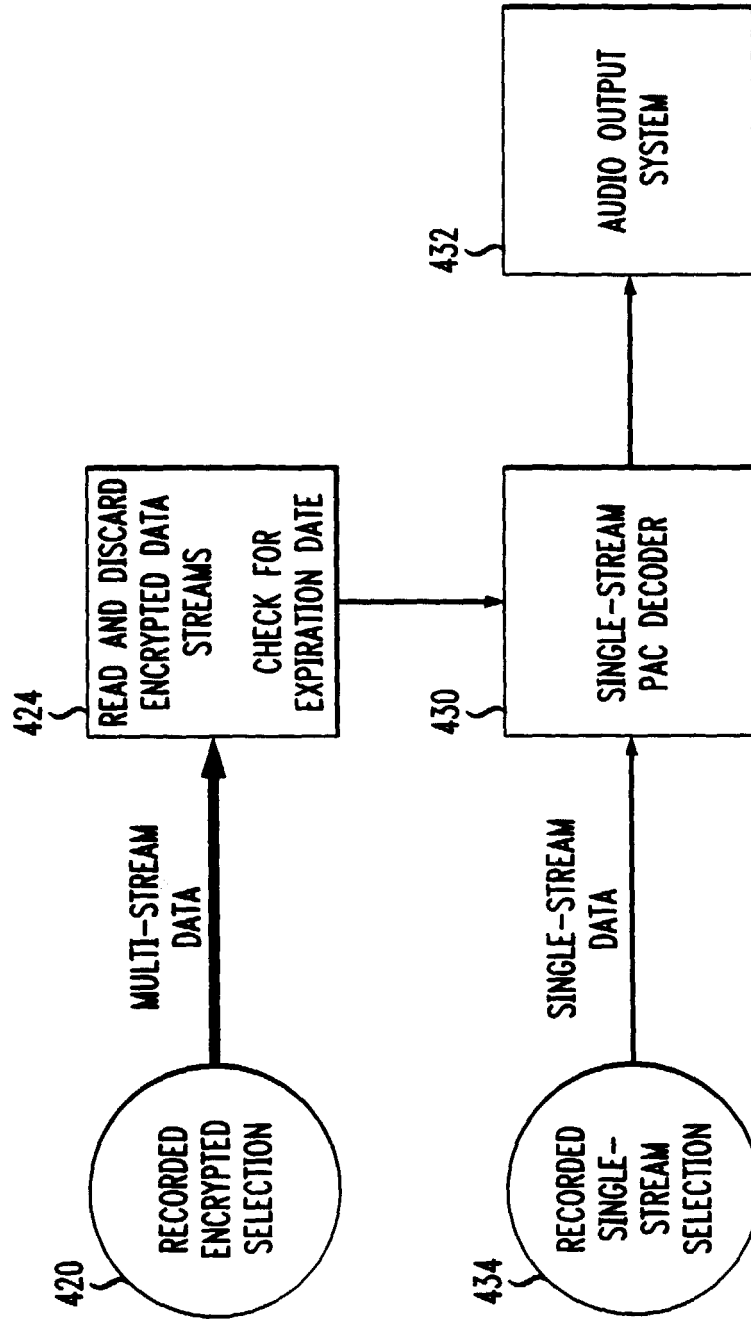 420
RECORDED
ENCRYPTED
SELECTION
MULTI-STREAM
DATA
424
READ AND DISCARD
ENCRYPTED DATA
STREAMS
CHECK FOR
EXPIRATION DATE
434
RECORDED
SINGLE-
STREAM
SELECTION
SINGLE-STREAM
DATA
430
SINGLE-STREAM
PAC DECODER
432
AUDIO OUTPUT
SYSTEM